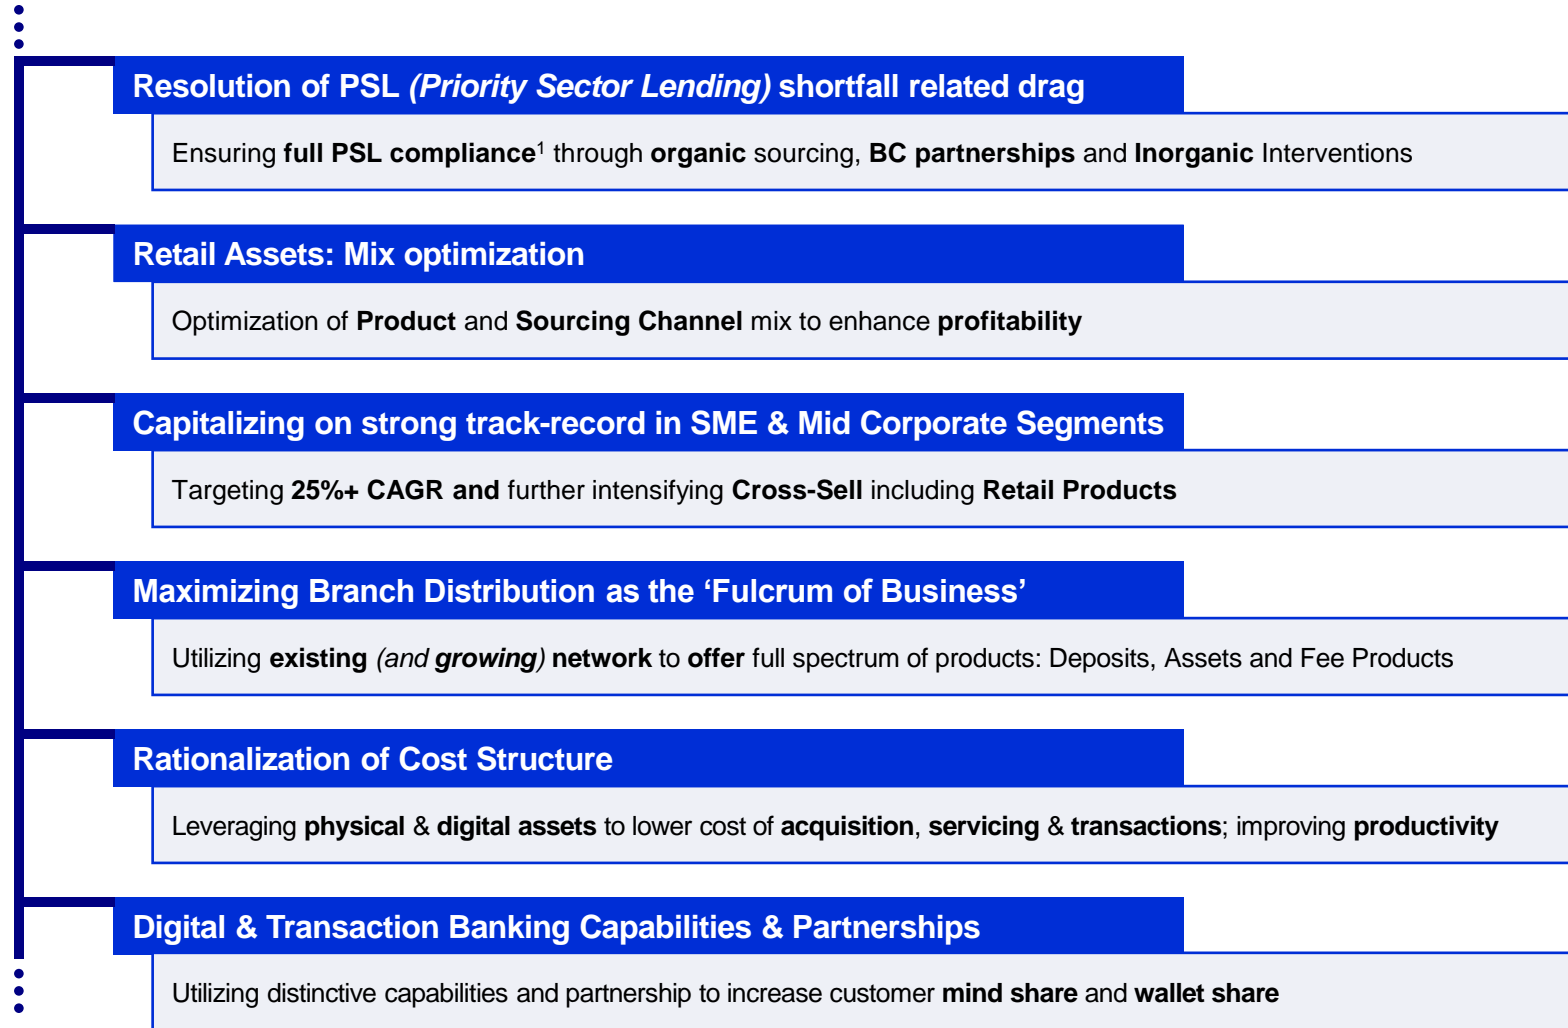 Resolution of PSL (Priority Sector Lending) shortfall related drag
Ensuring full PSL compliance¹ through organic sourcing, BC partnerships and Inorganic Interventions
Retail Assets: Mix optimization
Optimization of Product and Sourcing Channel mix to enhance profitability
Capitalizing on strong track-record in SME & Mid Corporate Segments
Targeting 25%+ CAGR and further intensifying Cross-Sell including Retail Products
Maximizing Branch Distribution as the ‘Fulcrum of Business’
Utilizing existing (and growing) network to offer full spectrum of products: Deposits, Assets and Fee Products
Rationalization of Cost Structure
Leveraging physical & digital assets to lower cost of acquisition, servicing & transactions; improving productivity
Digital & Transaction Banking Capabilities & Partnerships
Utilizing distinctive capabilities and partnership to increase customer mind share and wallet share